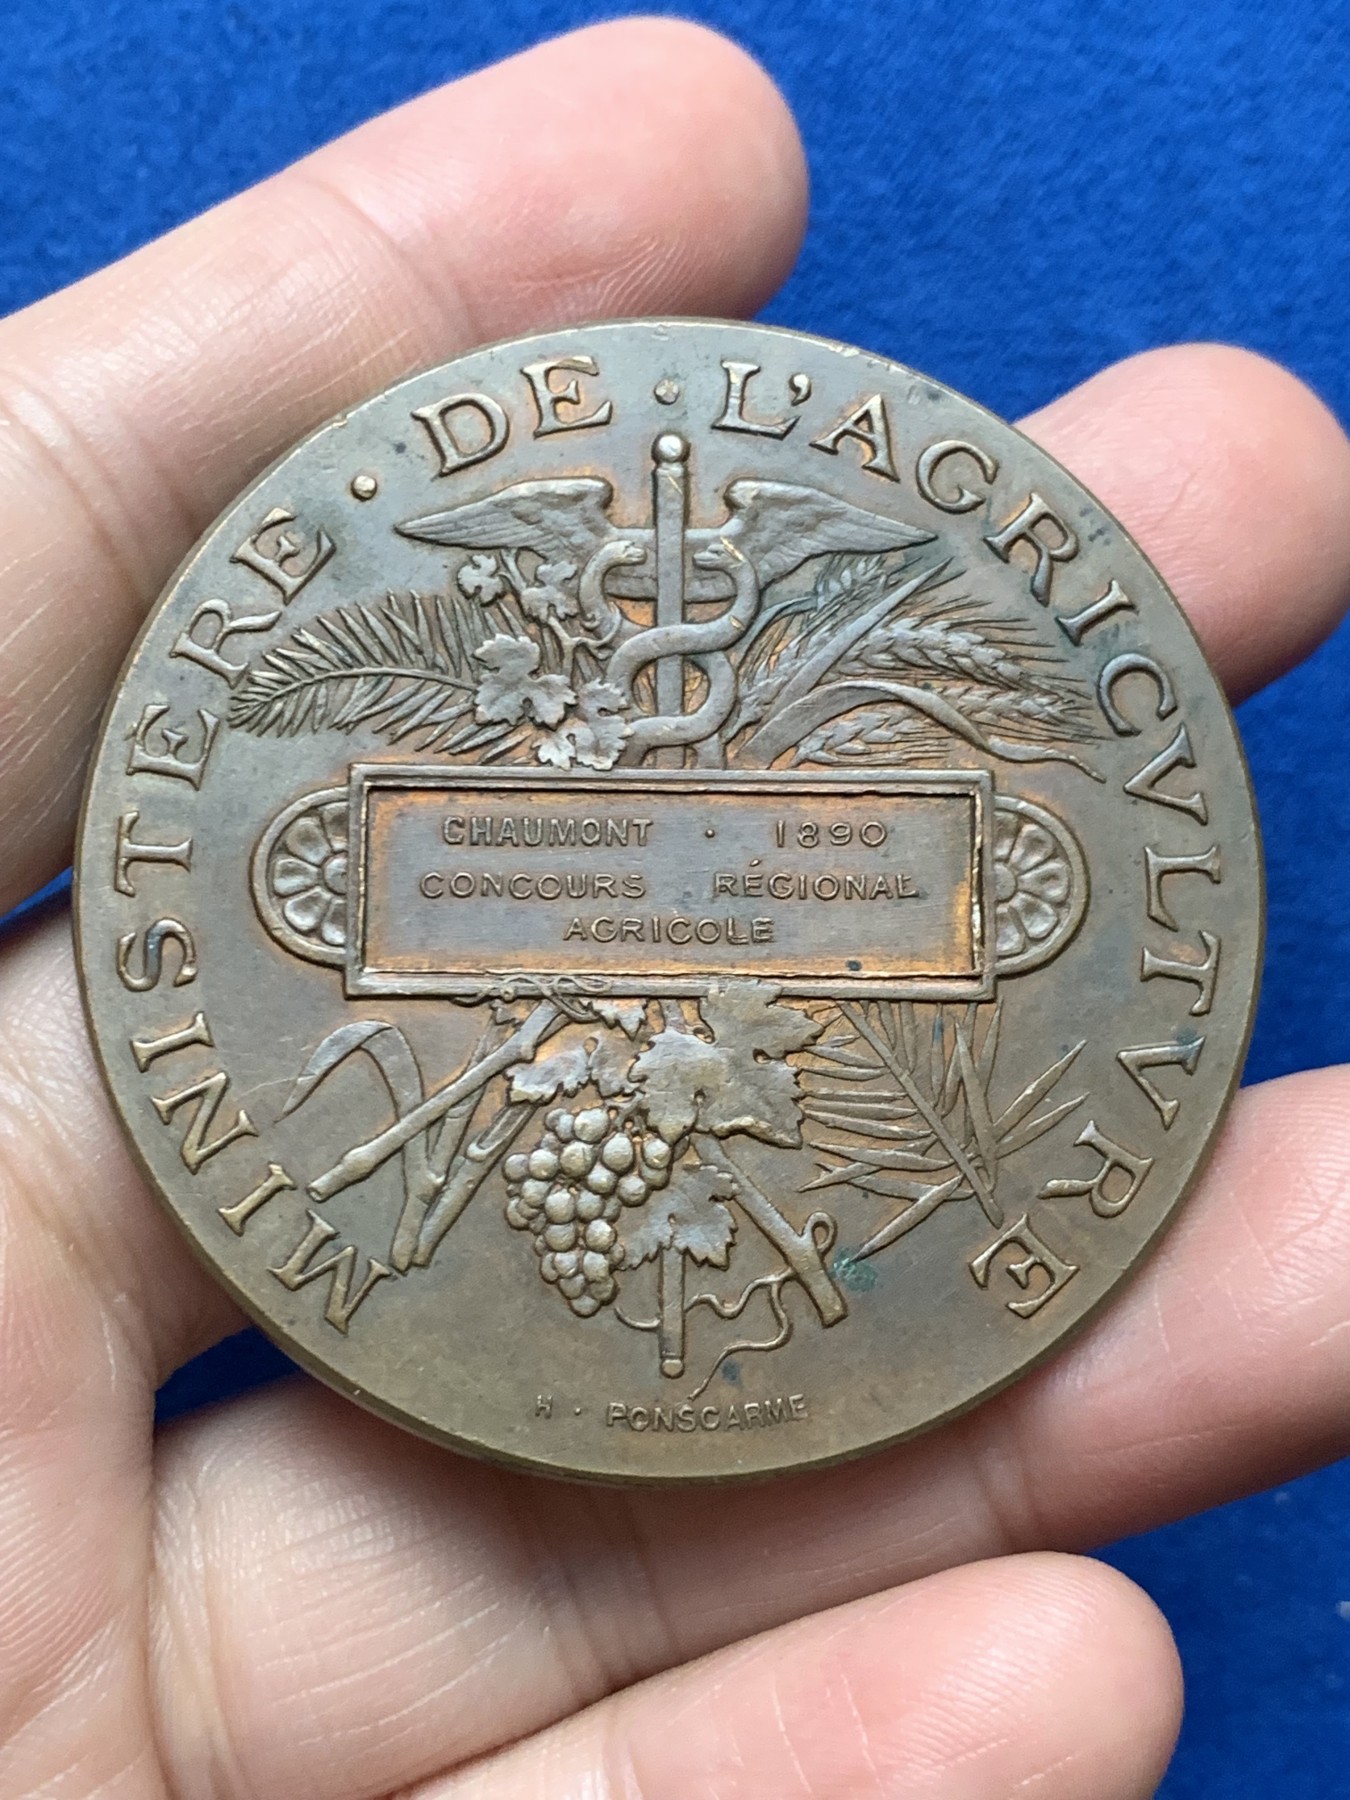 MINISTÈRE · DE · L'AGRICVLTVRE
CHAUMONT · 1890
CONCOURS RÉGIONAL
AGRICOLE
H · PONSCARME